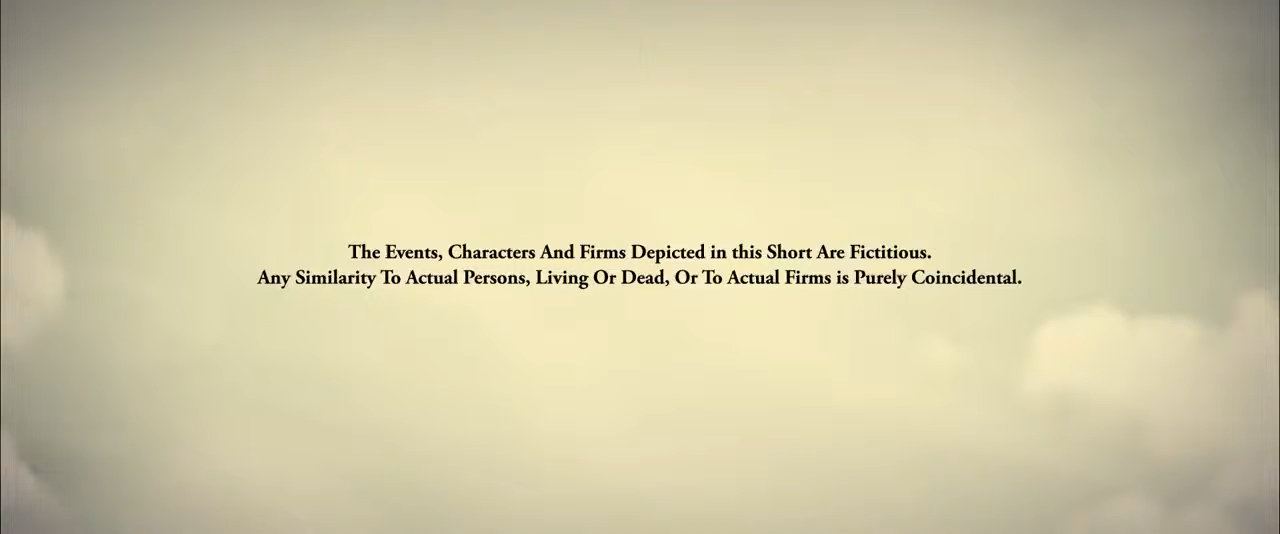 The Events, Characters And Firms Depicted in this Short Are Fictitious.
Any Similarity To Actual Persons, Living Or Dead, Or To Actual Firms is Purely Coincidental.